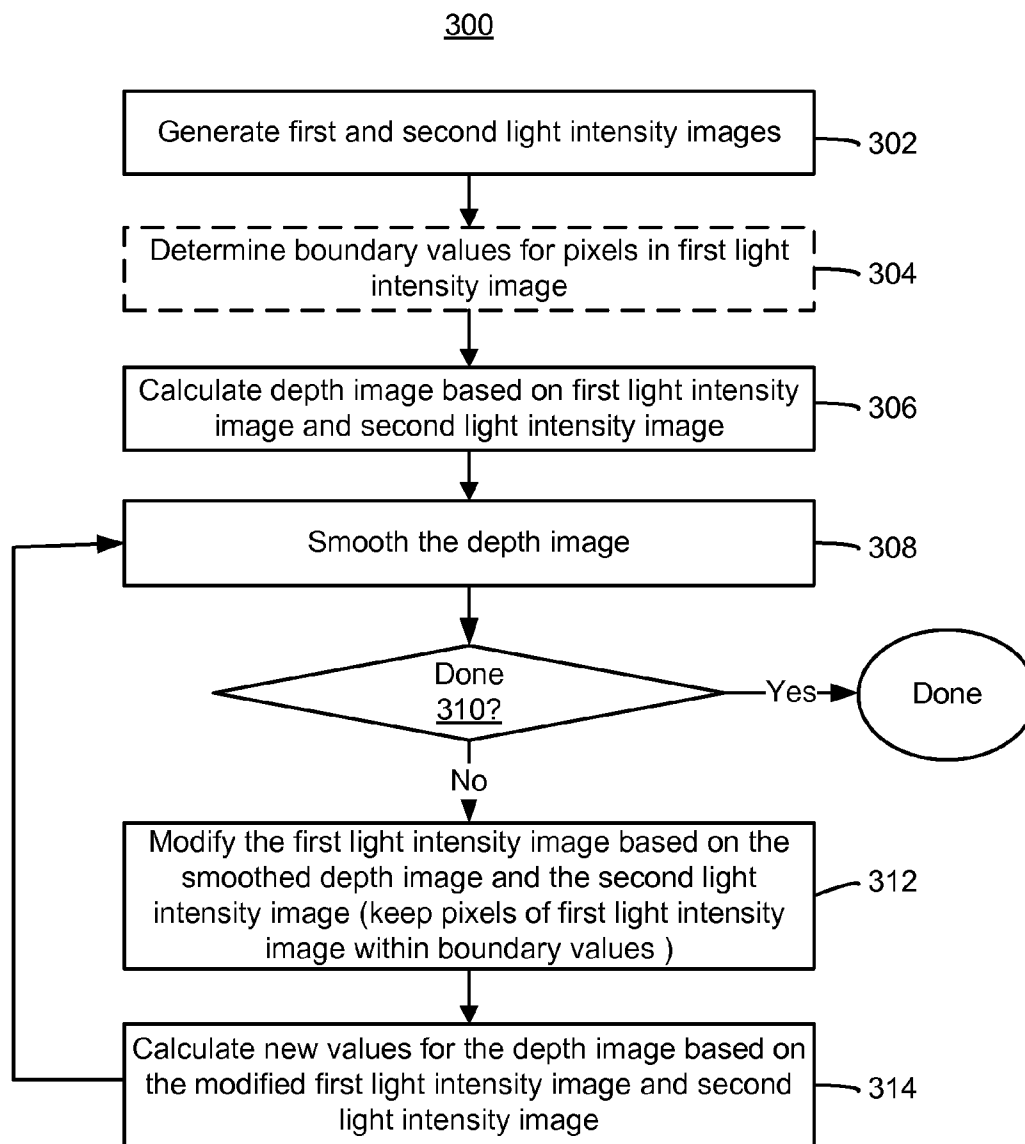 300
Generate first and second light intensity images
302
Determine boundary values for pixels in first light
intensity image
304
Calculate depth image based on first light intensity
image and second light intensity image
306
Smooth the depth image
308
Done
310?
Yes
Done
No
Modify the first light intensity image based on the
smoothed depth image and the second light
intensity image (keep pixels of first light intensity
image within boundary values )
312
Calculate new values for the depth image based on
the modified first light intensity image and second
light intensity image
314